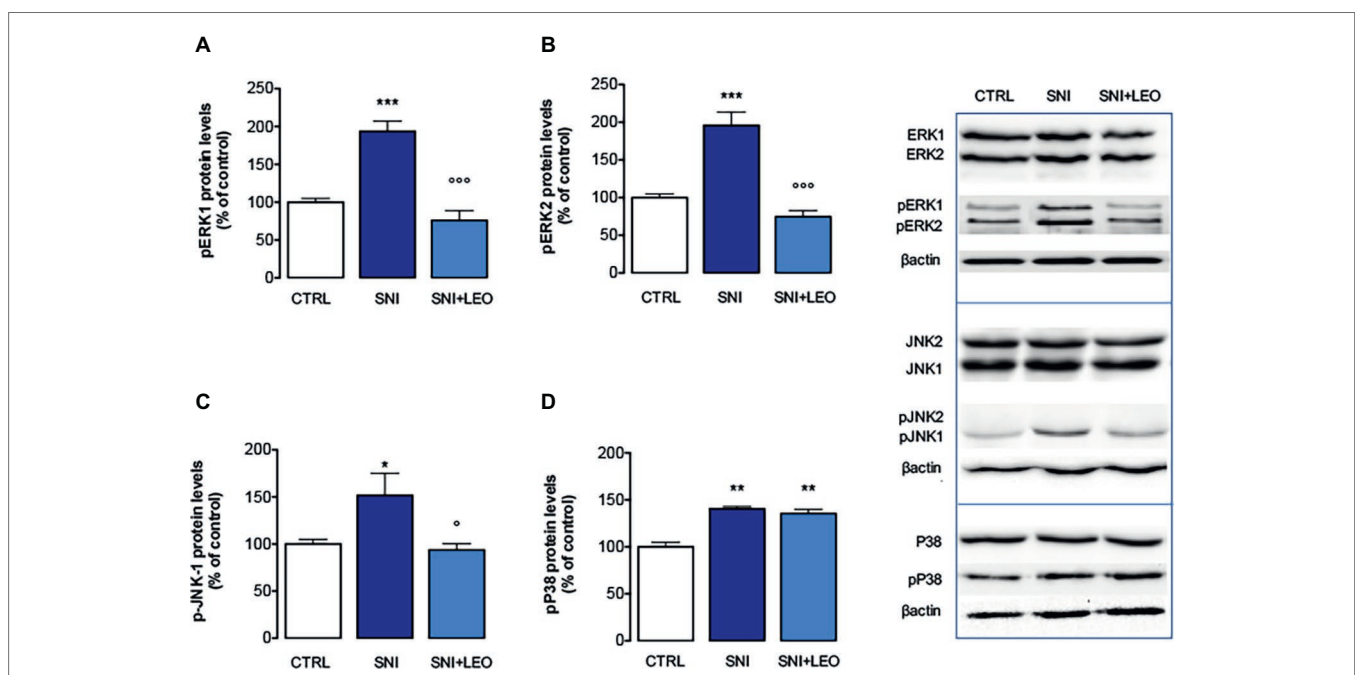 A
pERK1 protein levels
(% of control)
250
200
150
100
50
0
***
°°°
CTRL SNI SNI+LEO
B
pERK2 protein levels
(% of control)
250
200
150
100
50
0
***
°°°
CTRL SNI SNI+LEO
C
p-JNK-1 protein levels
(% of control)
200
150
100
50
0
*
°
CTRL SNI SNI+LEO
D
pP38 protein levels
(% of control)
200
150
100
50
0
** **
CTRL SNI SNI+LEO
CTRL SNI SNI+LEO
ERK1
ERK2
pERK1
pERK2
βactin
JNK2
JNK1
pJNK2
pJNK1
βactin
P38
pP38
βactin